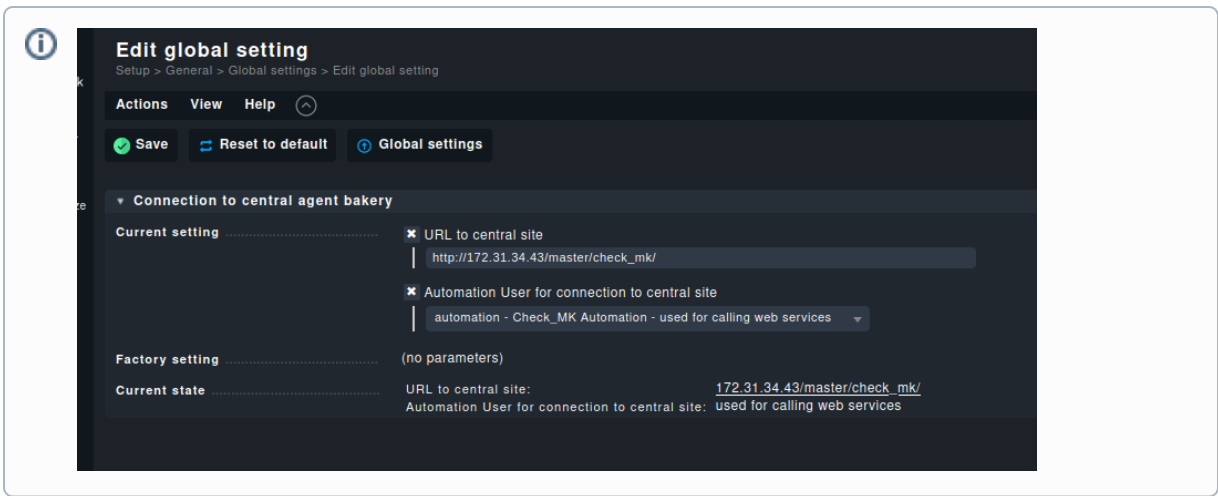 Edit global setting
Setup > General > Global settings > Edit global setting
k
Actions View Help
Save Reset to default Global settings
ze
Connection to central agent bakery
Current setting
URL to central site
http://172.31.34.43/master/check_mk/
Automation User for connection to central site
automation - Check_MK Automation - used for calling web services
Factory setting
(no parameters)
Current state
URL to central site: 172.31.34.43/master/check_mk/
Automation User for connection to central site: used for calling web services